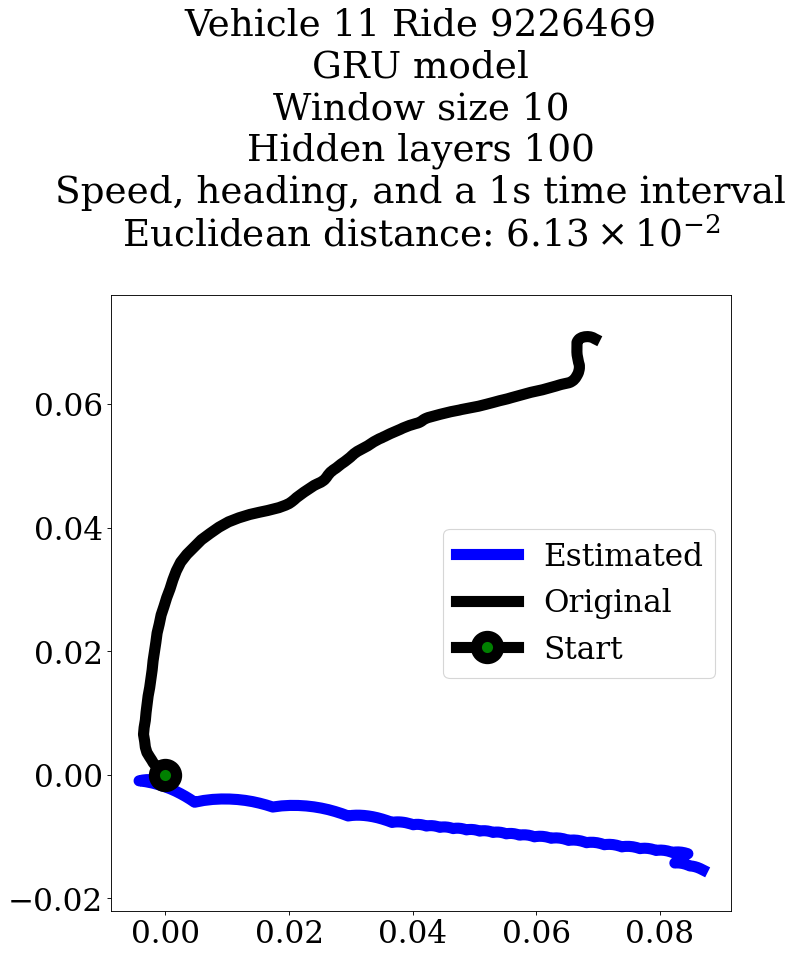 Vehicle 11 Ride 9226469
GRU model
Window size 10
Hidden layers 100
Speed, heading, and a 1s time interval
Euclidean distance: 6.13 × 10⁻²
0.06
0.04
0.02
0.00
−0.02
Estimated
Original
Start
0.00 0.02 0.04 0.06 0.08